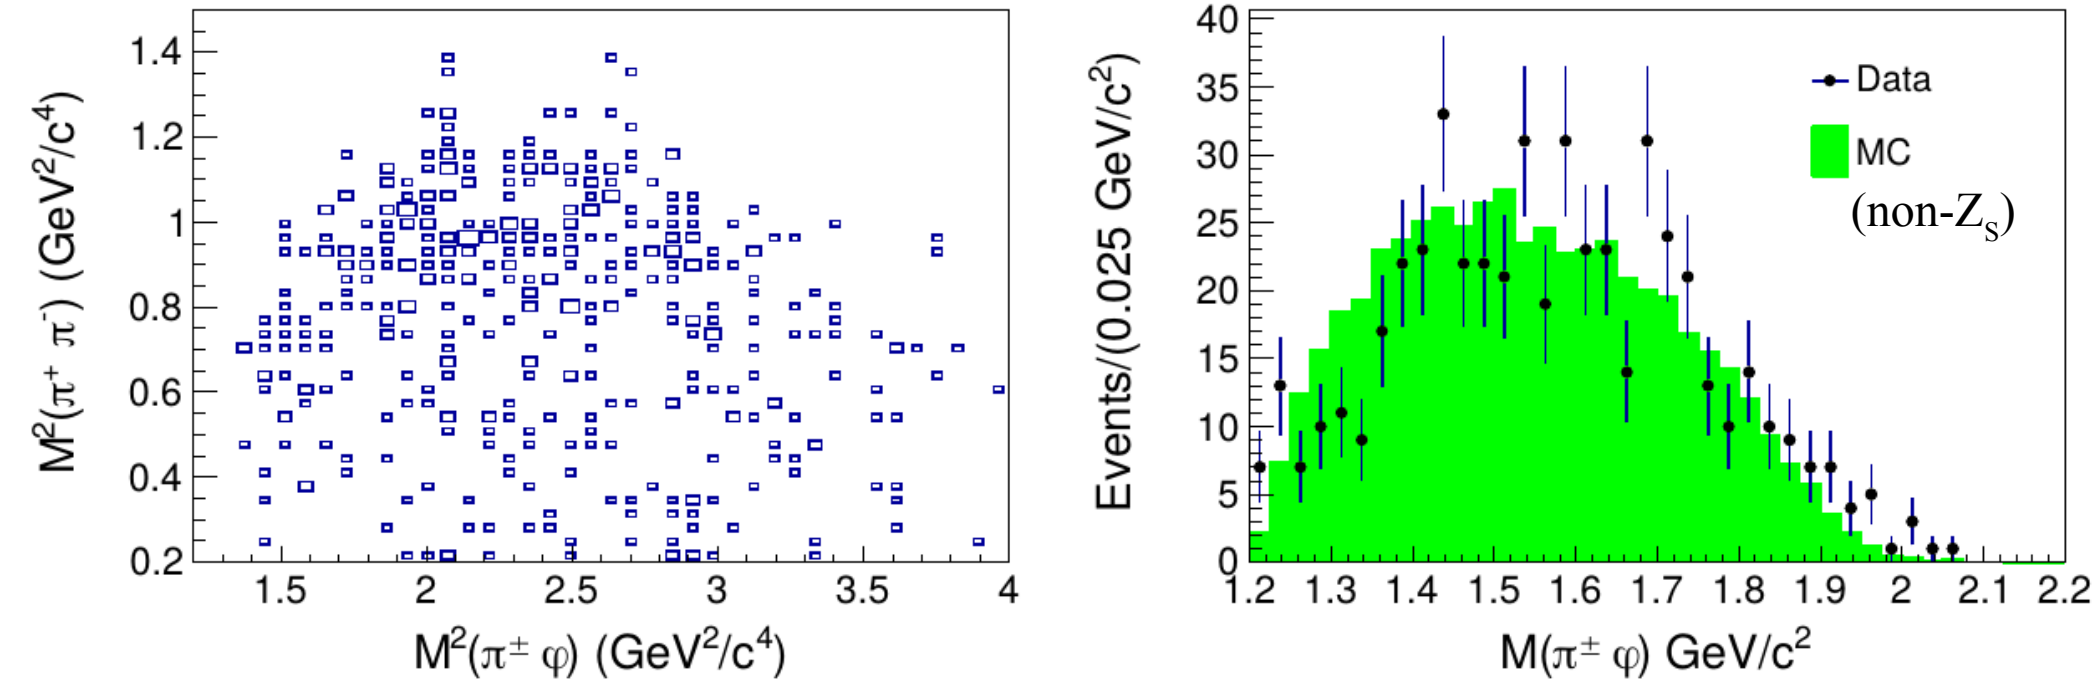 M²(π⁺ π⁻) (GeV²/c⁴)
1.4
1.2
1
0.8
0.6
0.4
0.2
1.5 2 2.5 3 3.5 4
M²(π± φ) (GeV²/c⁴)
Events/(0.025 GeV/c²)
40
35
30
25
20
15
10
5
0
Data
MC
(non-Zₛ)
1.2 1.3 1.4 1.5 1.6 1.7 1.8 1.9 2 2.1 2.2
M(π± φ) GeV/c²